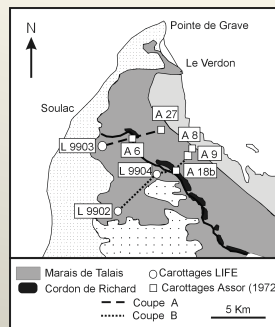 Pointe de Grave
N
Le Verdon
Soulac
A 27
A 8
L 9903
A 6
A 9
L 9904
A 18b
L 9902
Marais de Talais
Carottages LIFE
Cordon de Richard
Carottages Assor (1972
Coupe A
Coupe B
5 Km